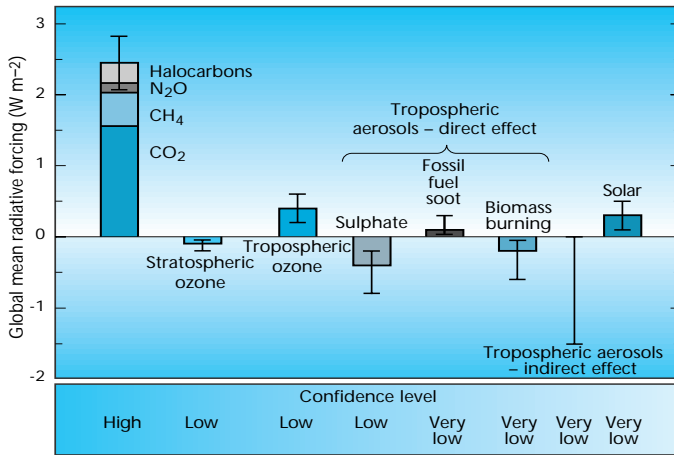 Global mean radiative forcing (W m–2)
3
2
1
0
-1
-2
Halocarbons
N2O
CH4
CO2
Stratospheric
ozone
Tropospheric
ozone
Tropospheric
aerosols – direct effect
Sulphate
Fossil
fuel
soot
Biomass
burning
Tropospheric aerosols
– indirect effect
Solar
0
Confidence level
High
Low
Low
Low
Very
low
Very
low
Very
low
Very
low